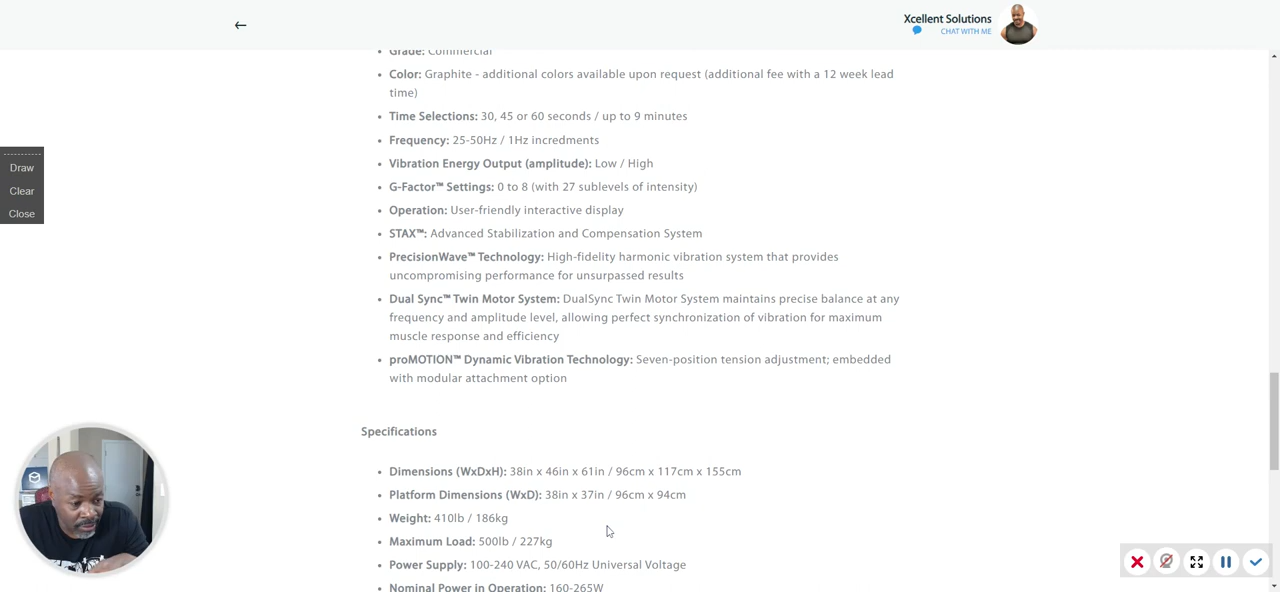 Xcellent Solutions
CHAT WITH ME
Grade: Commercial
Color: Graphite - additional colors available upon request (additional fee with a 12 week lead
time)
Time Selections: 30, 45 or 60 seconds / up to 9 minutes
Frequency: 25-50Hz / 1Hz incredments
Vibration Energy Output (amplitude): Low / High
G-Factor™ Settings: 0 to 8 (with 27 sublevels of intensity)
Operation: User-friendly interactive display
STAX™: Advanced Stabilization and Compensation System
PrecisionWave™ Technology: High-fidelity harmonic vibration system that provides
uncompromising performance for unsurpassed results
Dual Sync™ Twin Motor System: DualSync Twin Motor System maintains precise balance at any
frequency and amplitude level, allowing perfect synchronization of vibration for maximum
muscle response and efficiency
proMOTION™ Dynamic Vibration Technology: Seven-position tension adjustment; embedded
with modular attachment option
Specifications
Dimensions (WxDxH): 38in x 46in x 61in / 96cm x 117cm x 155cm
Platform Dimensions (WxD): 38in x 37in / 96cm x 94cm
Weight: 410lb / 186kg
Maximum Load: 500lb / 227kg
Power Supply: 100-240 VAC, 50/60Hz Universal Voltage
Nominal Power in Operation: 160-265W
Draw
Clear
Close